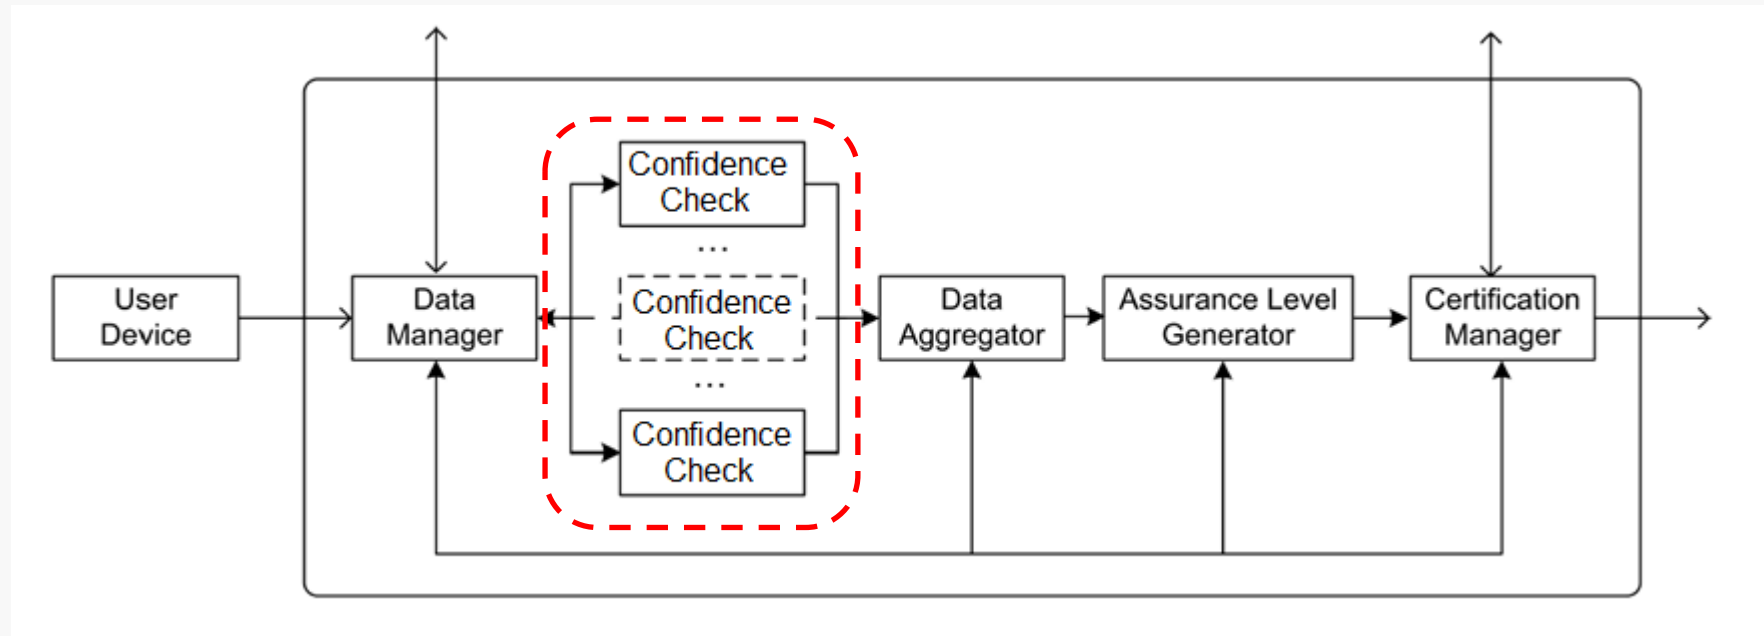 User
Device
Data
Manager
Confidence
Check
...
Confidence
Check
...
Confidence
Check
Data
Aggregator
Assurance Level
Generator
Certification
Manager